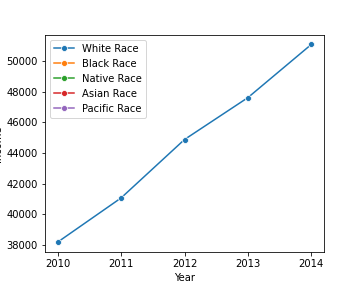 White Race
Black Race
Native Race
Asian Race
Pacific Race
50000
48000
46000
44000
42000
40000
38000
2010 2011 2012 2013 2014
Year